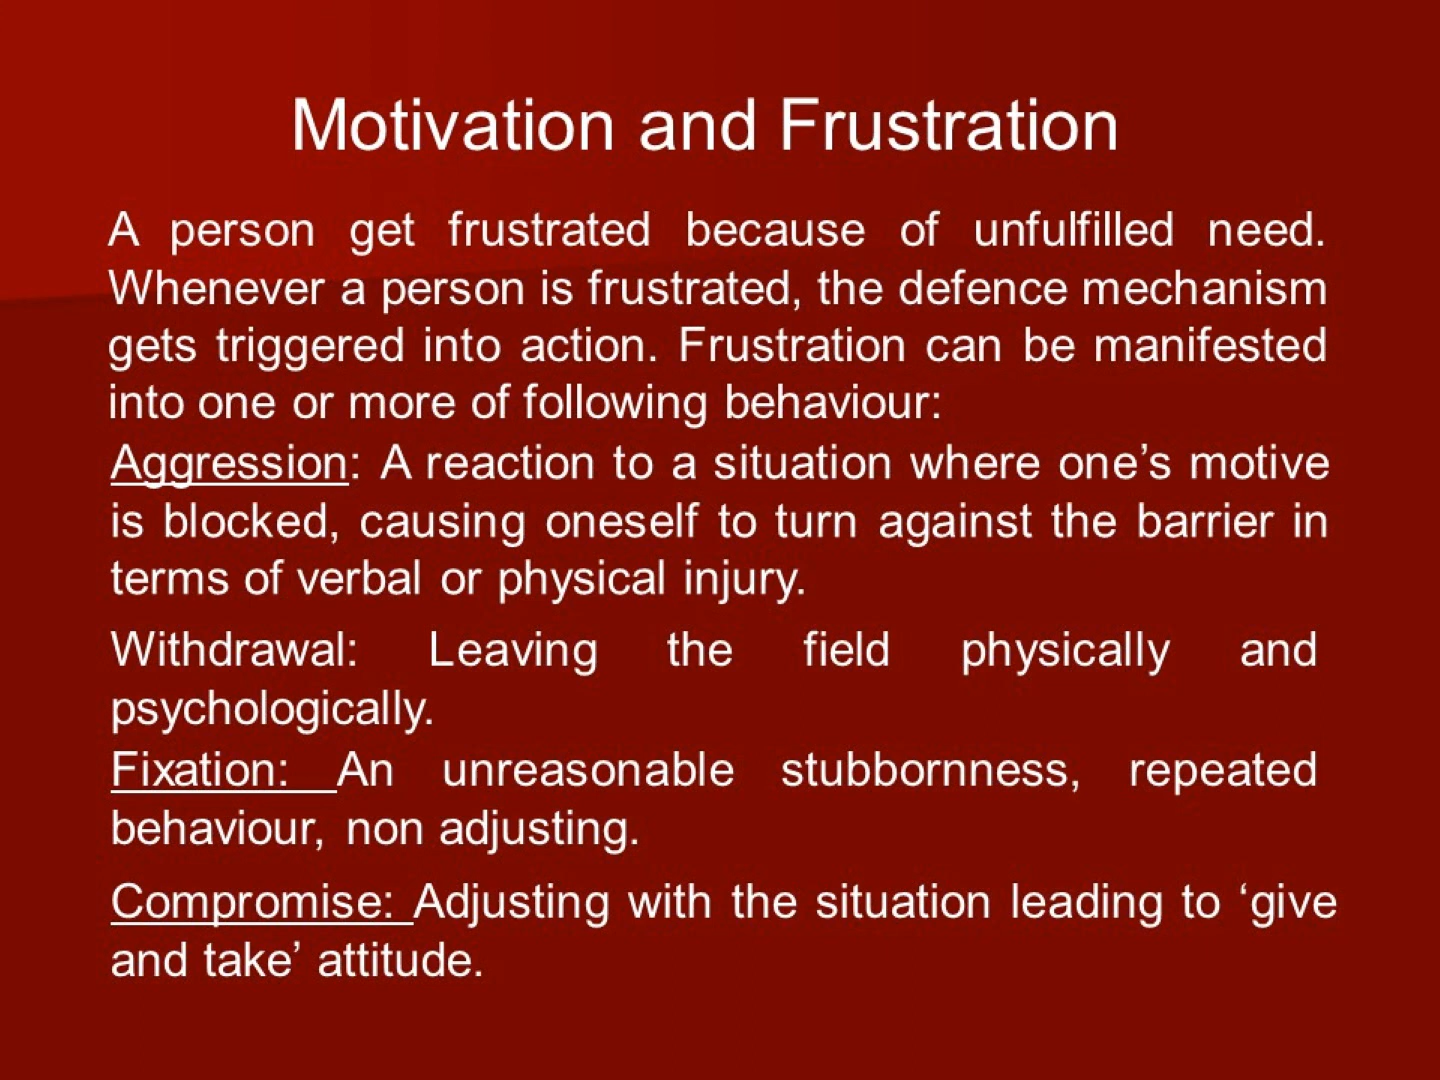 Motivation and Frustration
A person get frustrated because of unfulfilled need.
Whenever a person is frustrated, the defence mechanism
gets triggered into action. Frustration can be manifested
into one or more of following behaviour:
Aggression: A reaction to a situation where one’s motive
is blocked, causing oneself to turn against the barrier in
terms of verbal or physical injury.
Withdrawal: Leaving the field physically and
psychologically.
Fixation: An unreasonable stubbornness, repeated
behaviour, non adjusting.
Compromise: Adjusting with the situation leading to ‘give
and take’ attitude.